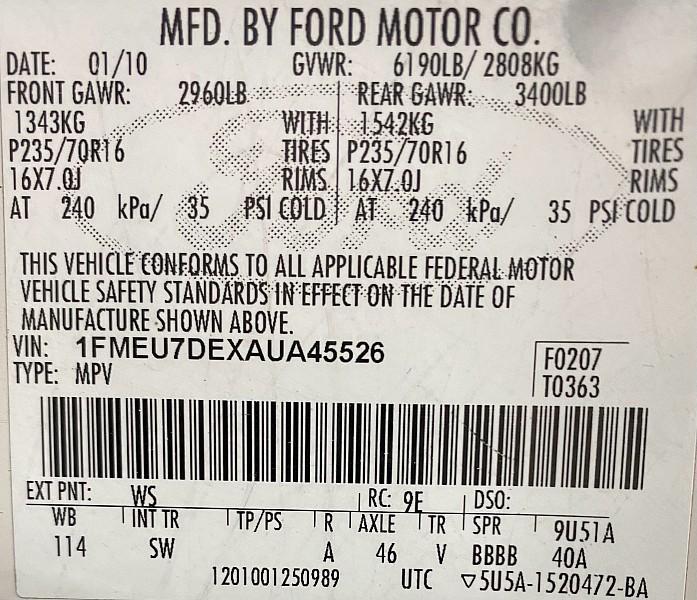 MFD. BY FORD MOTOR CO.
DATE: 01/10 GVWR: 6190LB/ 2808KG
FRONT GAWR: 2960LB REAR GAWR: 3400LB
1343KG WITH 1542KG WITH
P235/70R16 TIRES P235/70R16 TIRES
16X7.0J RIMS 16X7.0J RIMS
AT 240 kPa/ 35 PSI COLD AT 240 kPa/ 35 PSI COLD
THIS VEHICLE CONFORMS TO ALL APPLICABLE FEDERAL MOTOR
VEHICLE SAFETY STANDARDS IN EFFECT ON THE DATE OF
MANUFACTURE SHOWN ABOVE.
VIN: 1FMEU7DEXAUA45526 F0207
TYPE: MPV T0363
EXT PNT: WS RC: 9E DSO:
WB INT TR TP/PS R AXLE TR SPR 9U51A
114 SW A 46 V BBBB 40A
1201001250989 UTC ▽5U5A-1520472-BA
Ford